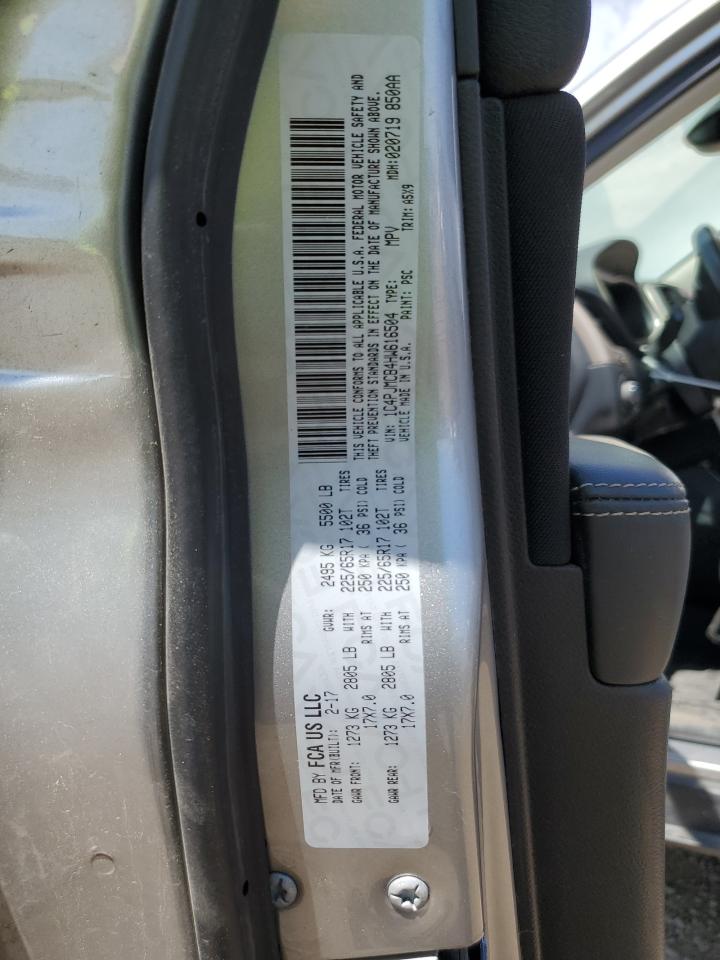 MFD BY FCA US LLC
DATE OF MFR(BUILT): 2-17 GVWR: 2495 KG 5500 LB
GAWR FRONT: 1273 KG 2805 LB WITH 225/65R17 102T TIRES
17X7.0 RIMS AT 250 KPA ( 36 PSI) COLD
GAWR REAR: 1273 KG 2805 LB WITH 225/65R17 102T TIRES
17X7.0 RIMS AT 250 KPA ( 36 PSI) COLD
THIS VEHICLE CONFORMS TO ALL APPLICABLE U.S.A. FEDERAL MOTOR VEHICLE SAFETY AND
THEFT PREVENTION STANDARDS IN EFFECT ON THE DATE OF MANUFACTURE SHOWN ABOVE.
VIN: 1C4PJMCB4HW616504 TYPE: MPV MDH:020719 850AA
VEHICLE MADE IN U.S.A. PAINT: PSC TRIM: A5X9